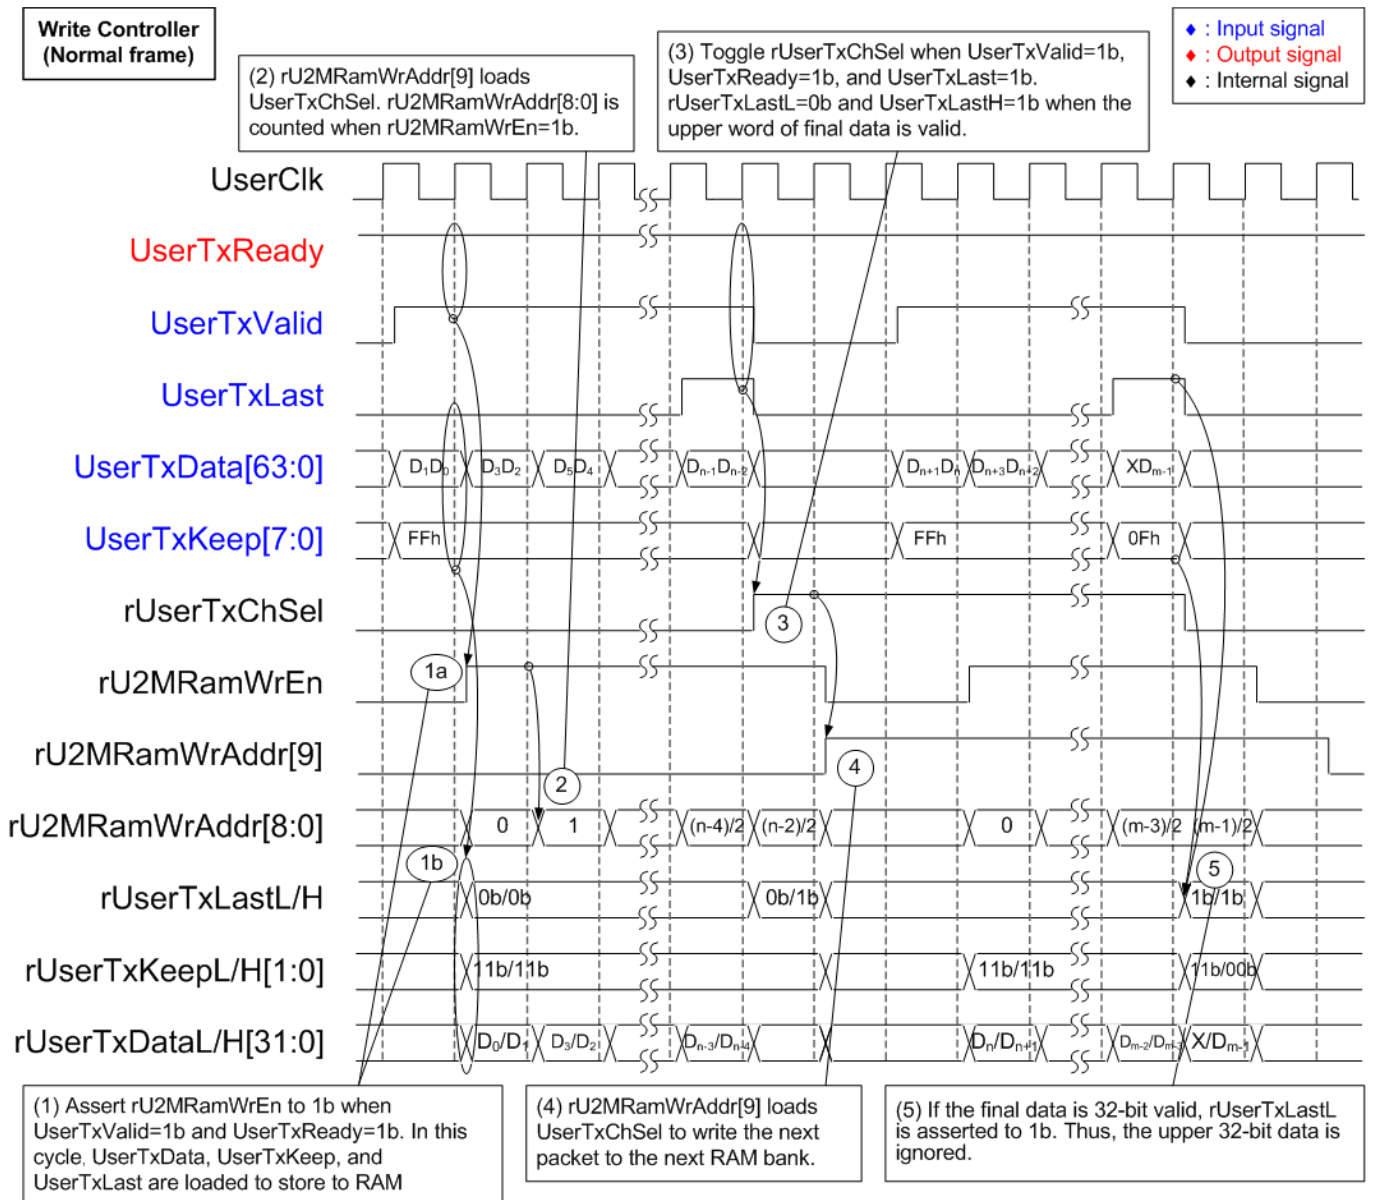 Write Controller
(Normal frame)
♦ : Input signal
♦ : Output signal
♦ : Internal signal
(2) rU2MRamWrAddr[9] loads
UserTxChSel. rU2MRamWrAddr[8:0] is
counted when rU2MRamWrEn=1b.
(3) Toggle rUserTxChSel when UserTxValid=1b,
UserTxReady=1b, and UserTxLast=1b.
rUserTxLastL=0b and UserTxLastH=1b when the
upper word of final data is valid.
UserClk
UserTxReady
UserTxValid
UserTxLast
UserTxData[63:0] D₁D₀ D₃D₂ D₅D₄ Dₙ₋₁Dₙ₋₂ Dₙ₊₁Dₙ Dₙ₊₃Dₙ₊₂ XDₘ₋₁
UserTxKeep[7:0] FFh FFh 0Fh
rUserTxChSel 3
1a rU2MRamWrEn
rU2MRamWrAddr[9] 2 4
rU2MRamWrAddr[8:0] 0 1 (n-4)/2 (n-2)/2 0 (m-3)/2 (m-1)/2
1b 5
rUserTxLastL/H 0b/0b 0b/1b 1b/1b
rUserTxKeepL/H[1:0] 11b/11b 11b/11b 11b/00b
rUserTxDataL/H[31:0] D₀/D₁ D₃/D₂ Dₙ₋₃/Dₙ₋₄ Dₙ/Dₙ₊₁ Dₘ₋₂/Dₘ₋₃ X/Dₘ₋₁
(1) Assert rU2MRamWrEn to 1b when
UserTxValid=1b and UserTxReady=1b. In this
cycle, UserTxData, UserTxKeep, and
UserTxLast are loaded to store to RAM
(4) rU2MRamWrAddr[9] loads
UserTxChSel to write the next
packet to the next RAM bank.
(5) If the final data is 32-bit valid, rUserTxLastL
is asserted to 1b. Thus, the upper 32-bit data is
ignored.